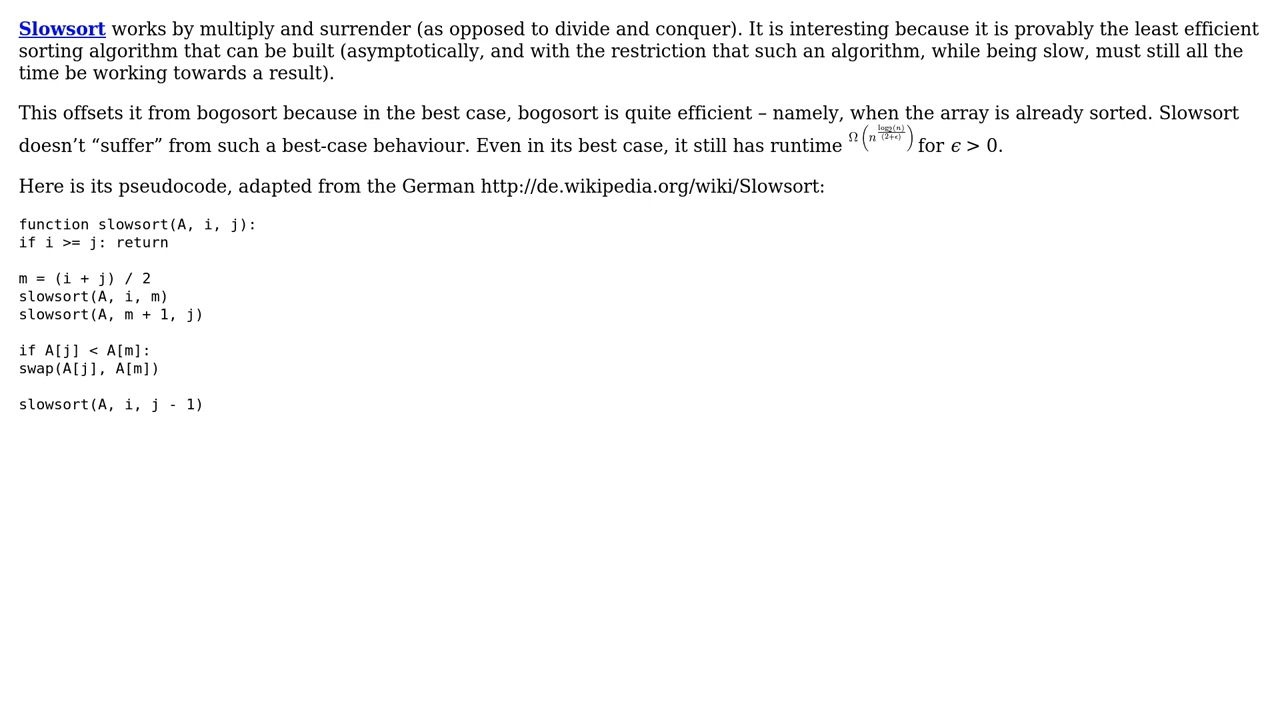 Slowsort works by multiply and surrender (as opposed to divide and conquer). It is interesting because it is provably the least efficient
sorting algorithm that can be built (asymptotically, and with the restriction that such an algorithm, while being slow, must still all the
time be working towards a result).
This offsets it from bogosort because in the best case, bogosort is quite efficient – namely, when the array is already sorted. Slowsort
doesn’t “suffer” from such a best-case behaviour. Even in its best case, it still has runtime Ω(n^(log₂(n)/(2+ϵ))) for ϵ > 0.
Here is its pseudocode, adapted from the German http://de.wikipedia.org/wiki/Slowsort:
function slowsort(A, i, j):
if i >= j: return
m = (i + j) / 2
slowsort(A, i, m)
slowsort(A, m + 1, j)
if A[j] < A[m]:
swap(A[j], A[m])
slowsort(A, i, j - 1)